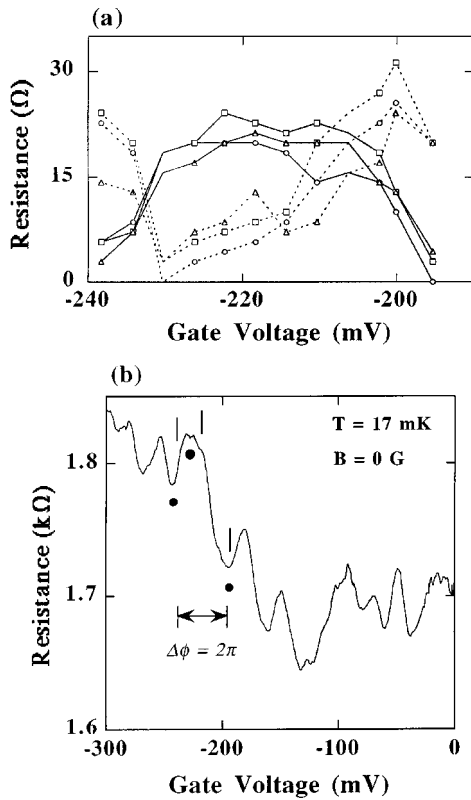 (a)
30
15
0
Resistance (Ω)
-240
-220
-200
Gate Voltage (mV)
(b)
T = 17 mK
B = 0 G
1.8
1.7
1.6
Resistance (kΩ)
Δϕ = 2π
-300
-200
-100
0
Gate Voltage (mV)